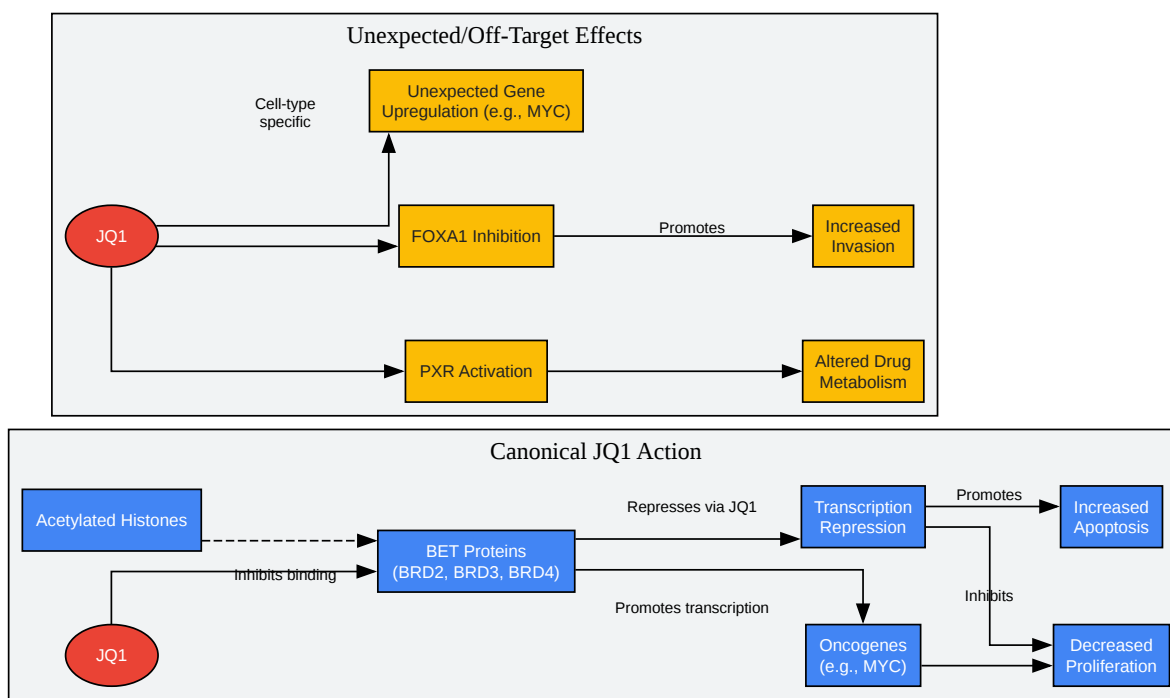 Unexpected/Off-Target Effects
Unexpected Gene
Upregulation (e.g., MYC)
Cell-type
specific
JQ1
FOXA1 Inhibition
Promotes
Increased
Invasion
PXR Activation
Altered Drug
Metabolism
Canonical JQ1 Action
Acetylated Histones
Represses via JQ1
Transcription
Repression
Promotes
Increased
Apoptosis
BET Proteins
(BRD2, BRD3, BRD4)
Inhibits binding
Promotes transcription
Inhibits
JQ1
Oncogenes
(e.g., MYC)
Decreased
Proliferation